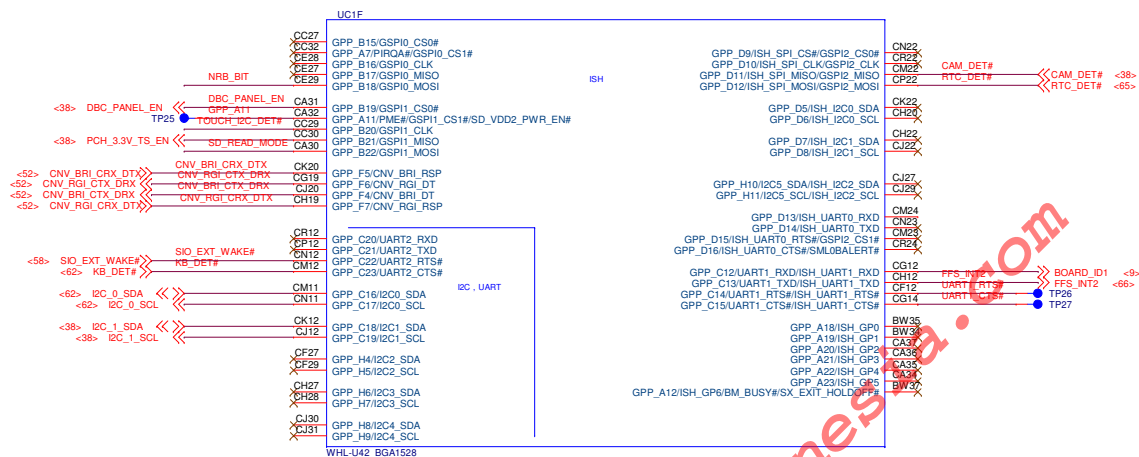 UC1F
CC27 GPP_B15/GSPI0_CS0#
CC32 GPP_A7/PIRQA#/GSPI0_CS1#
CE28 GPP_B16/GSPI0_CLK
CE27 GPP_B17/GSPI0_MISO
NRB_BIT CE29 GPP_B18/GSPI0_MOSI
<38> DBC_PANEL_EN DBC_PANEL_EN CA31 GPP_B19/GSPI1_CS0#
TP25 GPP_A11 CA32 GPP_A11/PME#/GSPI1_CS1#/SD_VDD2_PWR_EN#
TOUCH_I2C_DET# CC29 GPP_B20/GSPI1_CLK
<38> PCH_3.3V_TS_EN CC30 GPP_B21/GSPI1_MISO
SD_READ_MODE CA30 GPP_B22/GSPI1_MOSI
<52> CNV_BRI_CRX_DTX CNV_BRI_CRX_DTX CK20 GPP_F5/CNV_BRI_RSP
<52> CNV_RGI_CTX_DRX CNV_RGI_CTX_DRX CG19 GPP_F6/CNV_RGI_DT
<52> CNV_BRI_CTX_DRX CNV_BRI_CTX_DRX CJ20 GPP_F4/CNV_BRI_DT
<52> CNV_RGI_CRX_DTX CNV_RGI_CRX_DTX CH19 GPP_F7/CNV_RGI_RSP
CR12 GPP_C20/UART2_RXD
CP12 GPP_C21/UART2_TXD
<58> SIO_EXT_WAKE# SIO_EXT_WAKE# CN12 GPP_C22/UART2_RTS#
<62> KB_DET# KB_DET# CM12 GPP_C23/UART2_CTS#
<62> I2C_0_SDA CM11 GPP_C16/I2C0_SDA
<62> I2C_0_SCL CN11 GPP_C17/I2C0_SCL
<38> I2C_1_SDA CK12 GPP_C18/I2C1_SDA
<38> I2C_1_SCL CJ12 GPP_C19/I2C1_SCL
CF27 GPP_H4/I2C2_SDA
CF29 GPP_H5/I2C2_SCL
CH27 GPP_H6/I2C3_SDA
CH28 GPP_H7/I2C3_SCL
CJ30 GPP_H8/I2C4_SDA
CJ31 GPP_H9/I2C4_SCL
WHL-U42_BGA1528
ISH
I2C , UART
GPP_D9/ISH_SPI_CS#/GSPI2_CS0# CN22
GPP_D10/ISH_SPI_CLK/GSPI2_CLK CR22
GPP_D11/ISH_SPI_MISO/GSPI2_MISO CM22 CAM_DET# CAM_DET# <38>
GPP_D12/ISH_SPI_MOSI/GSPI2_MOSI CP22 RTC_DET# RTC_DET# <65>
GPP_D5/ISH_I2C0_SDA CK22
GPP_D6/ISH_I2C0_SCL CH20
GPP_D7/ISH_I2C1_SDA CH22
GPP_D8/ISH_I2C1_SCL CJ22
GPP_H10/I2C5_SDA/ISH_I2C2_SDA CJ27
GPP_H11/I2C5_SCL/ISH_I2C2_SCL CJ29
GPP_D13/ISH_UART0_RXD CM24
GPP_D14/ISH_UART0_TXD CN23
GPP_D15/ISH_UART0_RTS#/GSPI2_CS1# CM23
GPP_D16/ISH_UART0_CTS#/SML0BALERT# CR24
GPP_C12/UART1_RXD/ISH_UART1_RXD CG12 BOARD_ID1 <9>
GPP_C13/UART1_TXD/ISH_UART1_TXD CH12 FFS_INT2 FFS_INT2 <66>
GPP_C14/UART1_RTS#/ISH_UART1_RTS# CF12 UART1_RTS# TP26
GPP_C15/UART1_CTS#/ISH_UART1_CTS# CG14 UART1_CTS# TP27
GPP_A18/ISH_GP0 BW35
GPP_A19/ISH_GP1 BW34
GPP_A20/ISH_GP2 CA37
GPP_A21/ISH_GP3 CA36
GPP_A22/ISH_GP4 CA35
GPP_A23/ISH_GP5 CA34
GPP_A12/ISH_GP6/BM_BUSY#/SX_EXIT_HOLDOFF# BW37
nesia.com